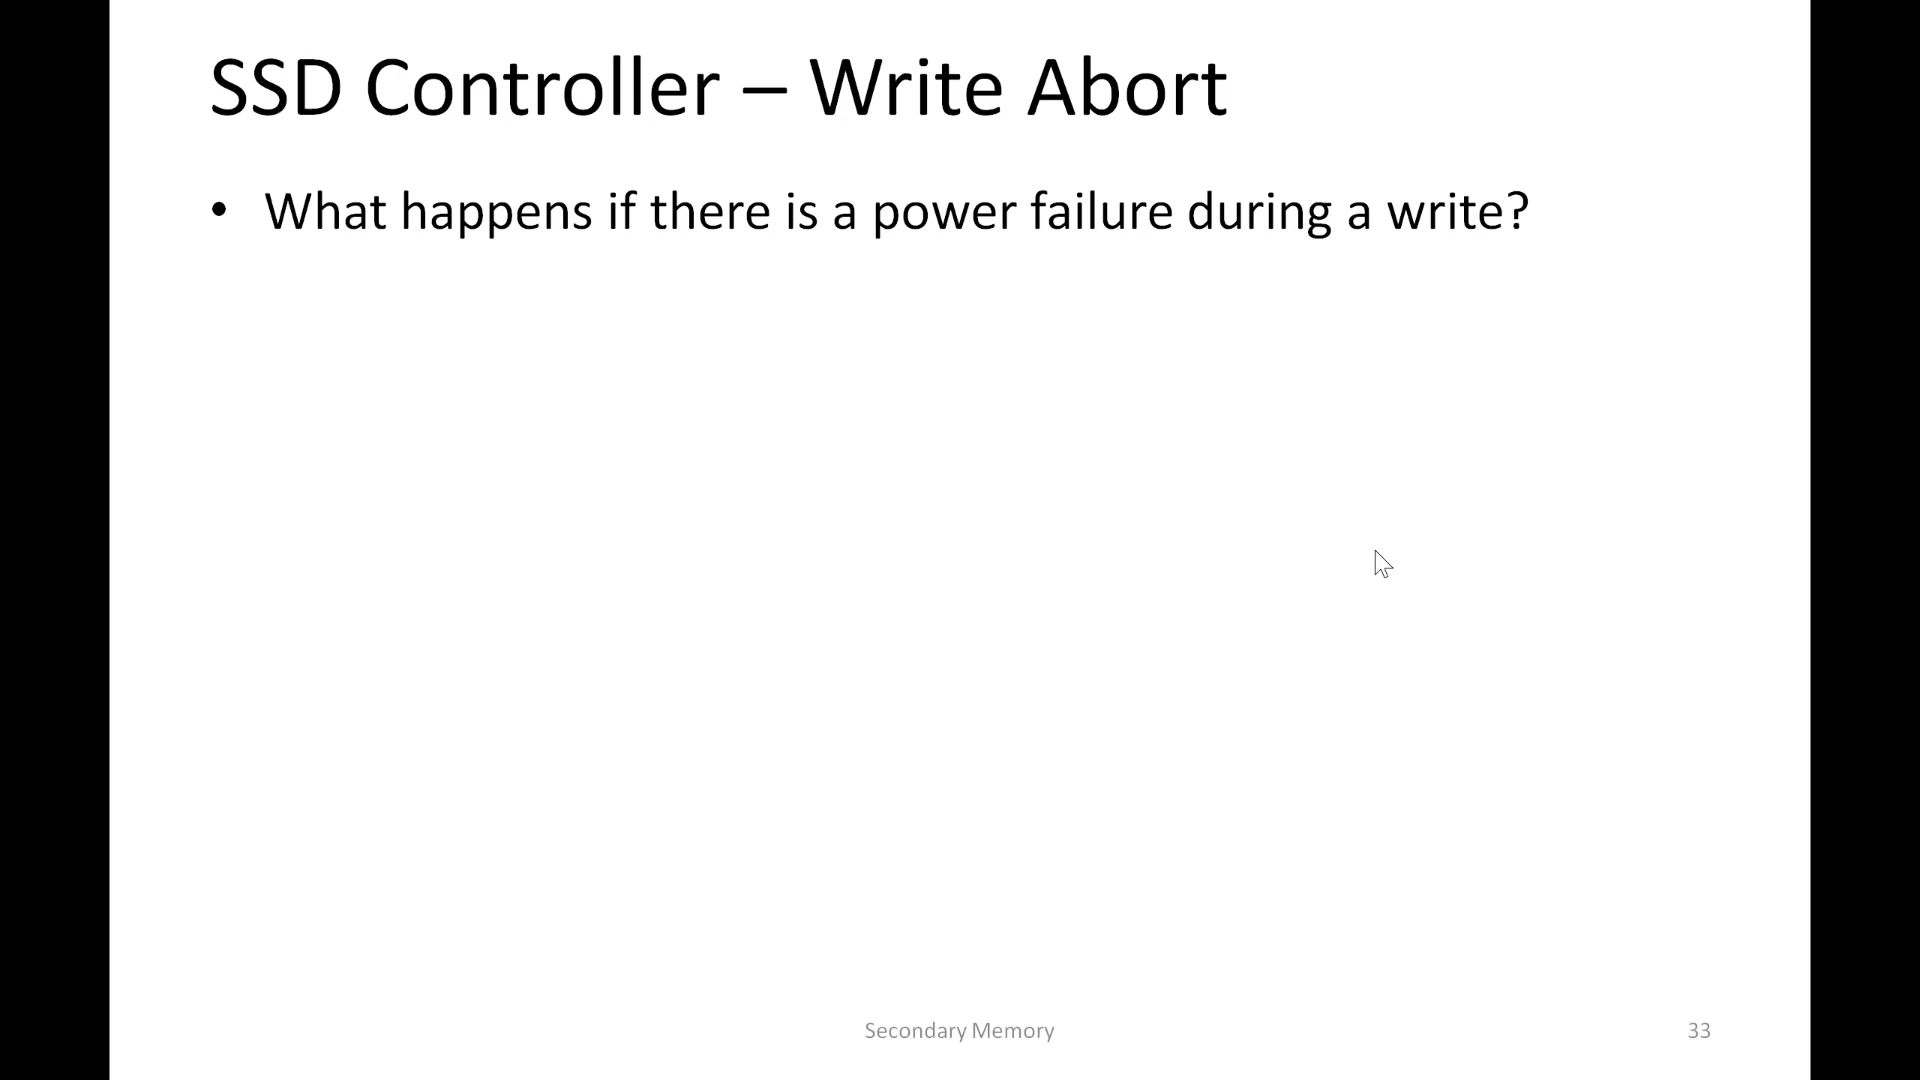 SSD Controller – Write Abort
• What happens if there is a power failure during a write?
Secondary Memory
33